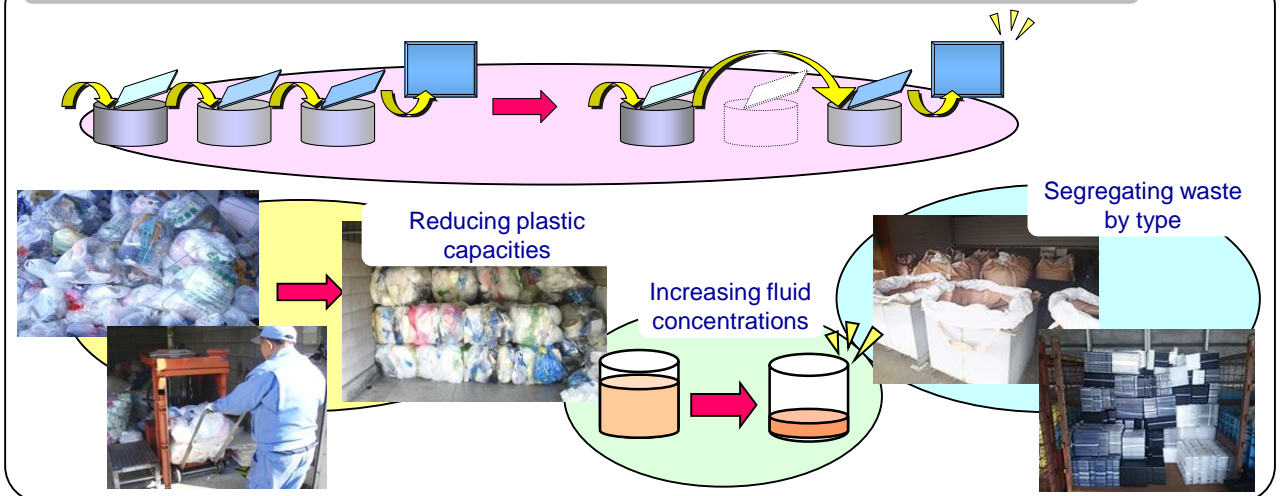 Reducing plastic
capacities
Increasing fluid
concentrations
Segregating waste
by type